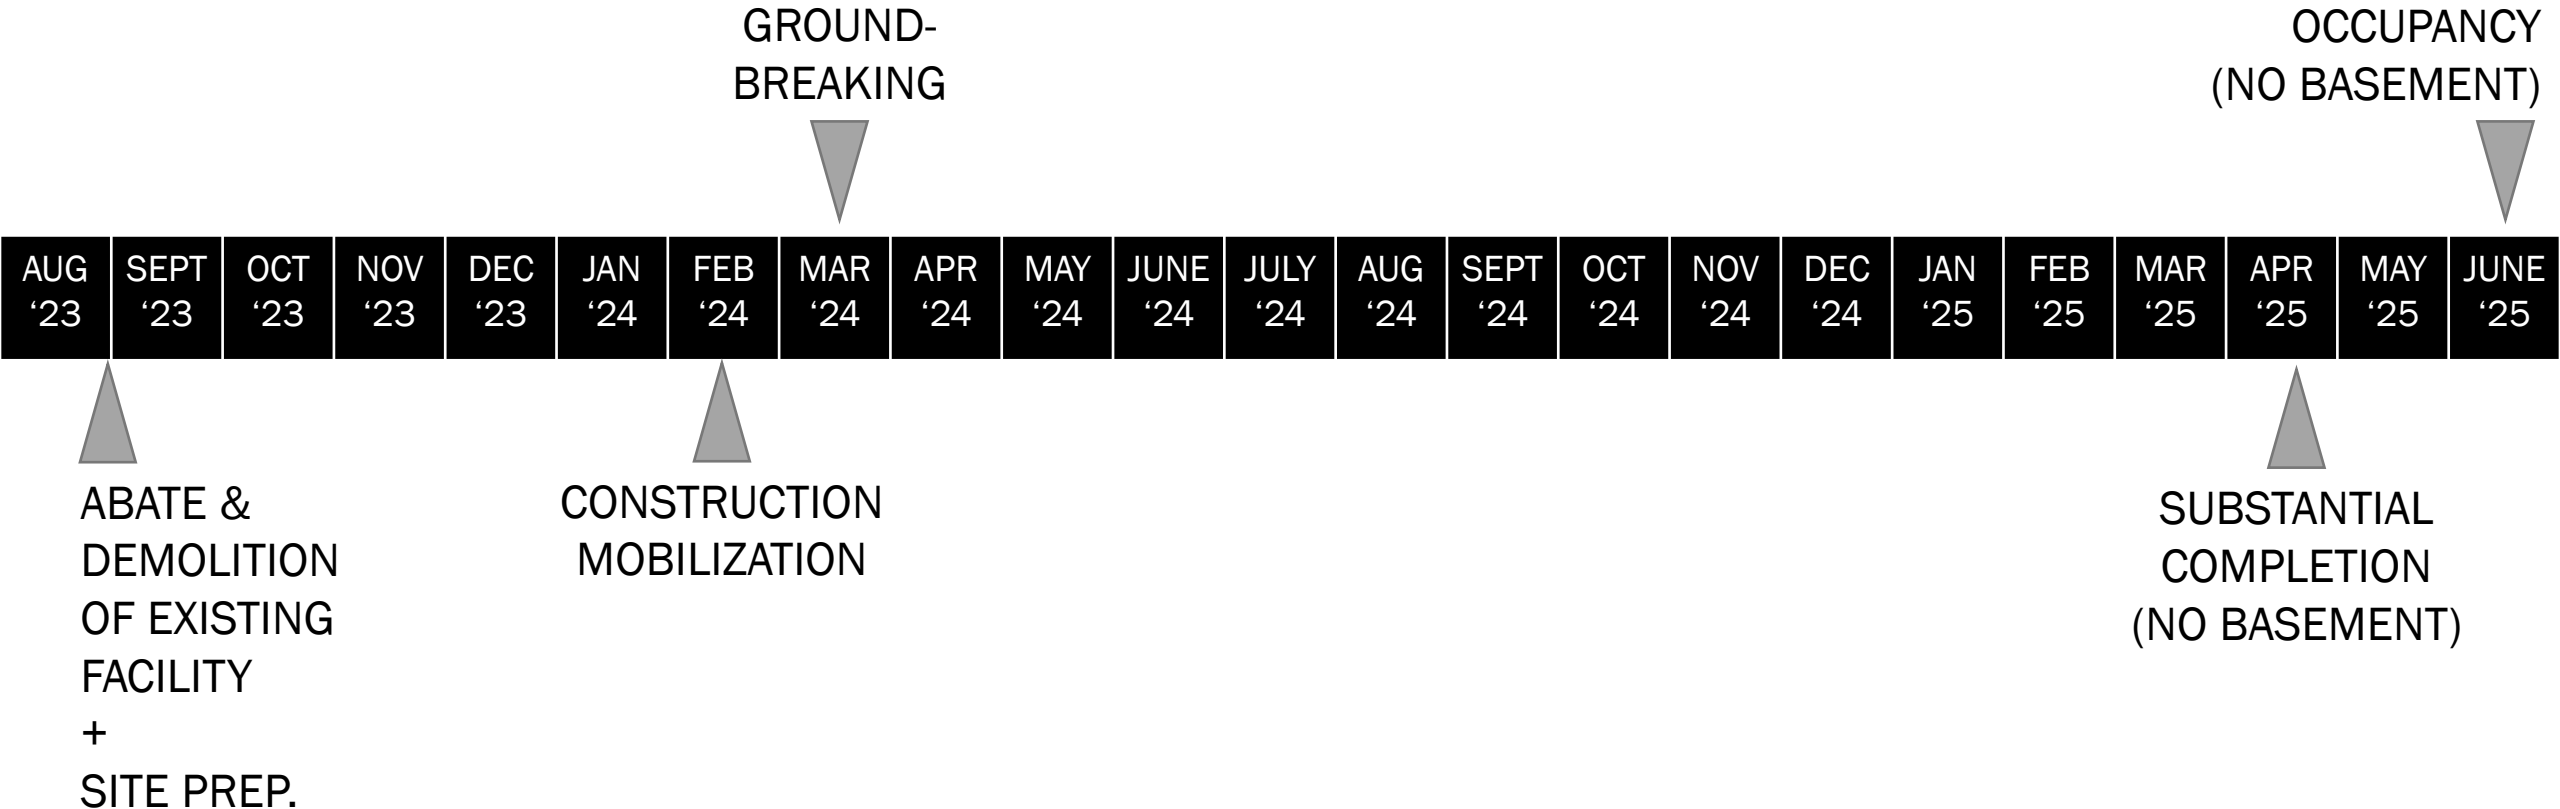 GROUND-
BREAKING
OCCUPANCY
(NO BASEMENT)
AUG SEPT OCT NOV DEC JAN FEB MAR APR MAY JUNE JULY AUG SEPT OCT NOV DEC JAN FEB MAR APR MAY JUNE
‘23 ‘23 ‘23 ‘23 ‘23 ‘24 ‘24 ‘24 ‘24 ‘24 ‘24 ‘24 ‘24 ‘24 ‘24 ‘24 ‘24 ‘25 ‘25 ‘25 ‘25 ‘25 ‘25
ABATE &
DEMOLITION
OF EXISTING
FACILITY
+
SITE PREP.
CONSTRUCTION
MOBILIZATION
SUBSTANTIAL
COMPLETION
(NO BASEMENT)